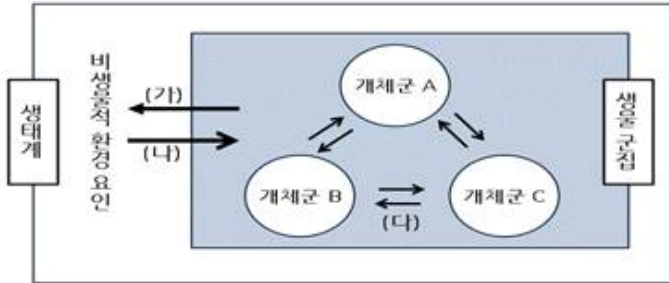 생태계
비생물적 환경 요인
(가)
(나)
개체군 A
개체군 B
개체군 C
(다)
생물 군집